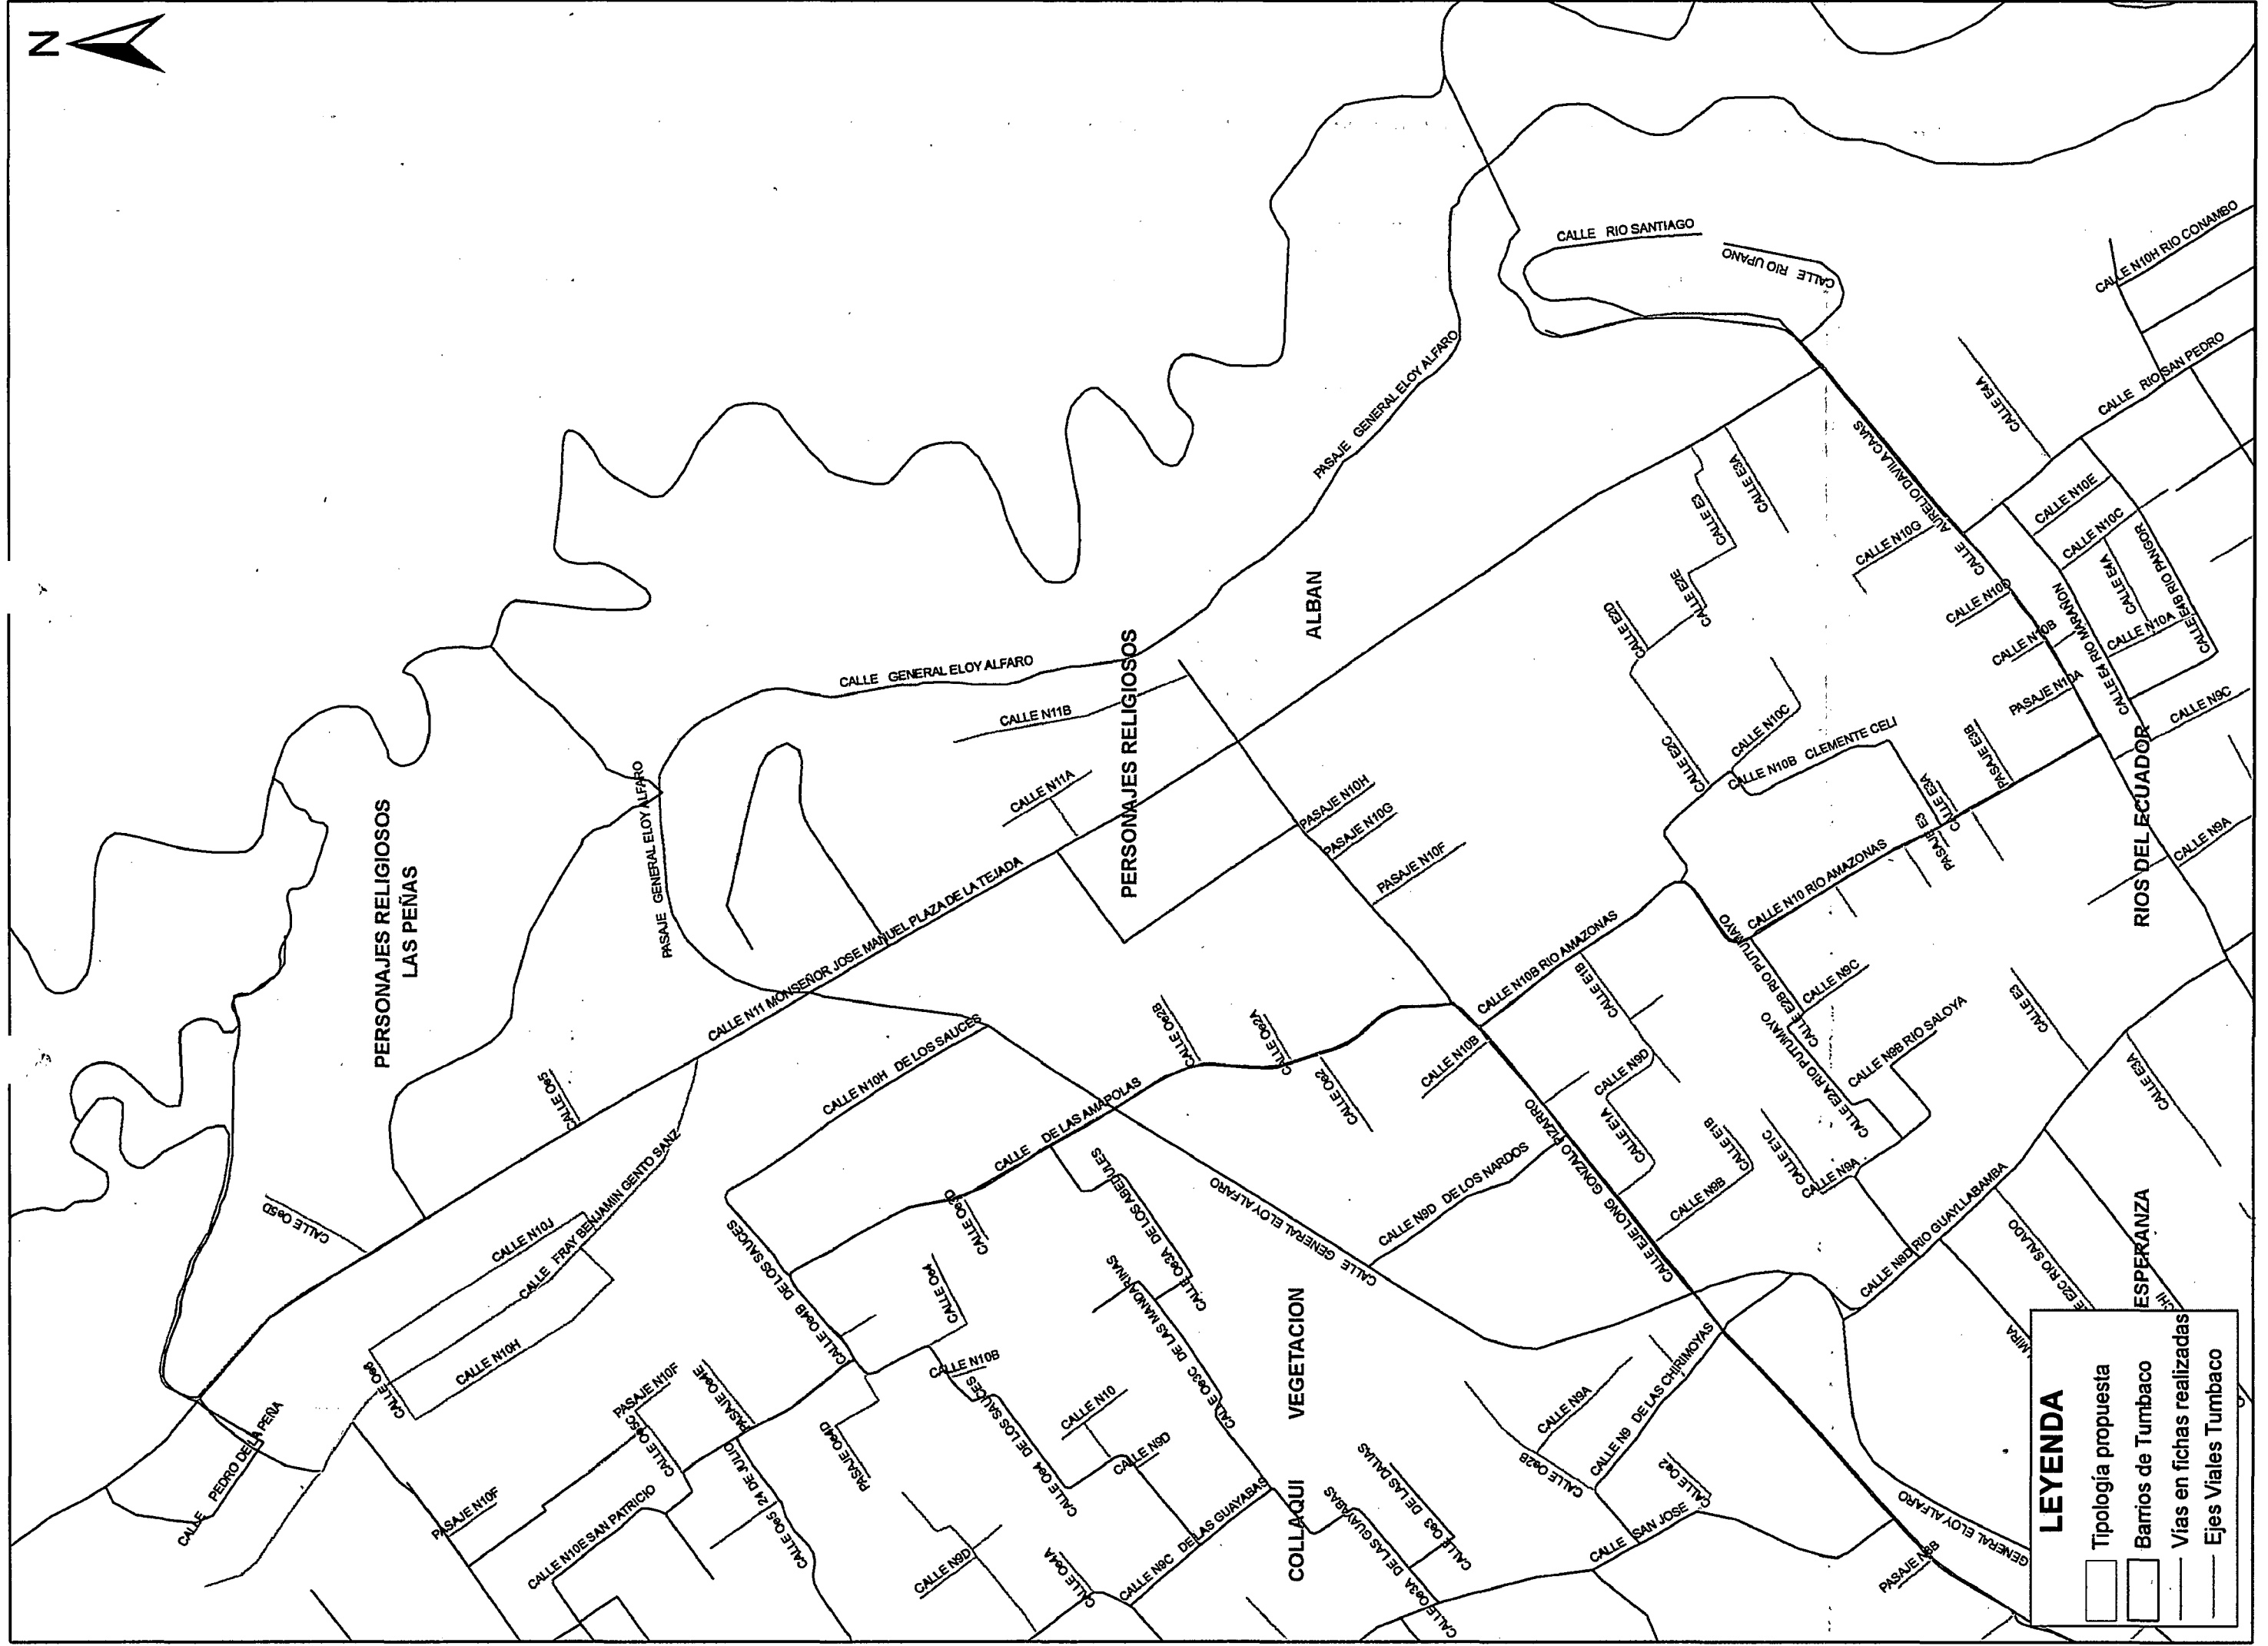 N
PERSONAJES RELIGIOSOS
LAS PEÑAS
PERSONAJES RELIGIOSOS
ALBAN
RIOS DEL ECUADOR
COLLAQUI
VEGETACION
ESPERANZA
CALLE RIO SANTIAGO
CALLE RIO UPANO
CALLE N10H RIO CONAMBO
CALLE RIO SAN PEDRO
CALLE E4A
PASAJE GENERAL ELOY ALFARO
CALLE GENERAL ELOY ALFARO
PASAJE GENERAL ELOY ALFARO
CALLE AURELIO DAVILA CAJAS
CALLE E3A
CALLE E3
CALLE E2E
CALLE E2D
CALLE N10G
CALLE N10E
CALLE N10C
CALLE E4A
CALLE E4B RIO PANGOR
CALLE N10A
CALLE E4 RIO MARAÑON
CALLE N10D
CALLE N10B
PASAJE N10A
CALLE N9C
CALLE N9A
PASAJE E3B
CALLE E3A
PASAJE E3
CALLE E2C
CALLE N10C
CALLE N10B CLEMENTE CELI
CALLE N10 RIO AMAZONAS
CALLE N10B RIO AMAZONAS
CALLE N11B
CALLE N11A
PASAJE N10H
PASAJE N10G
PASAJE N10F
CALLE N11 MONSEÑOR JOSE MANUEL PLAZA DE LA TEJADA
CALLE Oe5
CALLE Oe5D
CALLE N10J
CALLE FRAY BENJAMIN GENTO SANZ
CALLE N10H
CALLE Oe6
CALLE PEDRO DE LA PEÑA
CALLE N10H DE LOS SAUCES
CALLE Oe4B DE LOS SAUCES
CALLE DE LAS AMAPOLAS
CALLE Oe2B
CALLE Oe2A
CALLE Oe2
CALLE N10B
CALLE E1B
CALLE N9D
CALLE E1A
CALLE E1B
CALLE N9B
CALLE E1C
CALLE N9A
CALLE E2B RIO PUTUMAYO
CALLE N9C
CALLE E2A RIO PUTUMAYO
CALLE N9B RIO SALOYA
CALLE E3
CALLE E3A
CALLE N9D RIO GUAYLLABAMBA
E E2C RIO SALADO
MIRA
CHI
CALLE EJE LONG GONZALO PIZARRO
CALLE N9D DE LOS NARDOS
CALLE GENERAL ELOY ALFARO
CALLE Oe3A DE LOS ABEDULES
CALLE Oe3D
CALLE Oe4
CALLE Oe3C DE LAS MANDARINAS
CALLE N10B
CALLE Oe4 DE LOS SAUCES
CALLE N10
CALLE N9D
CALLE N9C DE LAS GUAYABAS
CALLE Oe4A
CALLE N9D
PASAJE Oe4D
PASAJE Oe4E
PASAJE N10F
CALLE Oe5C
CALLE Oe5 24 DE JULIO
CALLE N10E SAN PATRICIO
PASAJE N10F
CALLE Oe3A DE LAS GUAYABAS
CALLE Oe3 DE LAS DALIAS
CALLE Oe2B
CALLE N9A
CALLE N9 DE LAS CHIRIMOYAS
CALLE Oe2
CALLE SAN JOSE
PASAJE N8B
GENERAL ELOY ALFARO
LEYENDA
Tipología propuesta
Barrios de Tumbaco
Vías en fichas realizadas
Ejes Viales Tumbaco